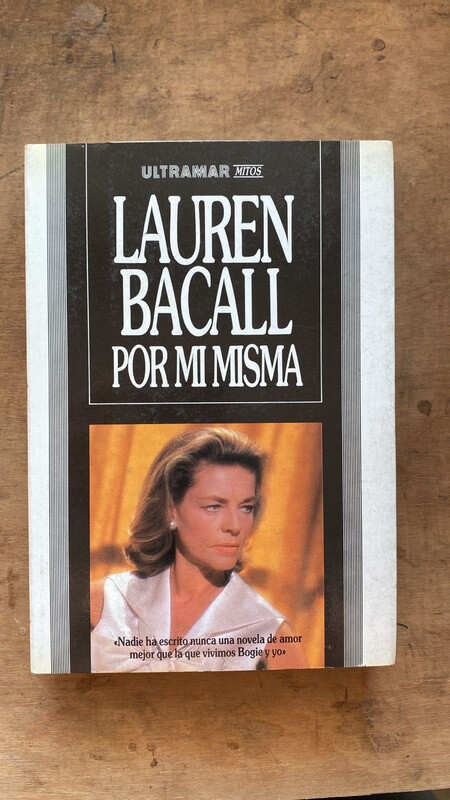 ULTRAMAR MITOS
LAUREN
BACALL
POR MI MISMA
«Nadie ha escrito nunca una novela de amor
mejor que la que vivimos Bogie y yo»